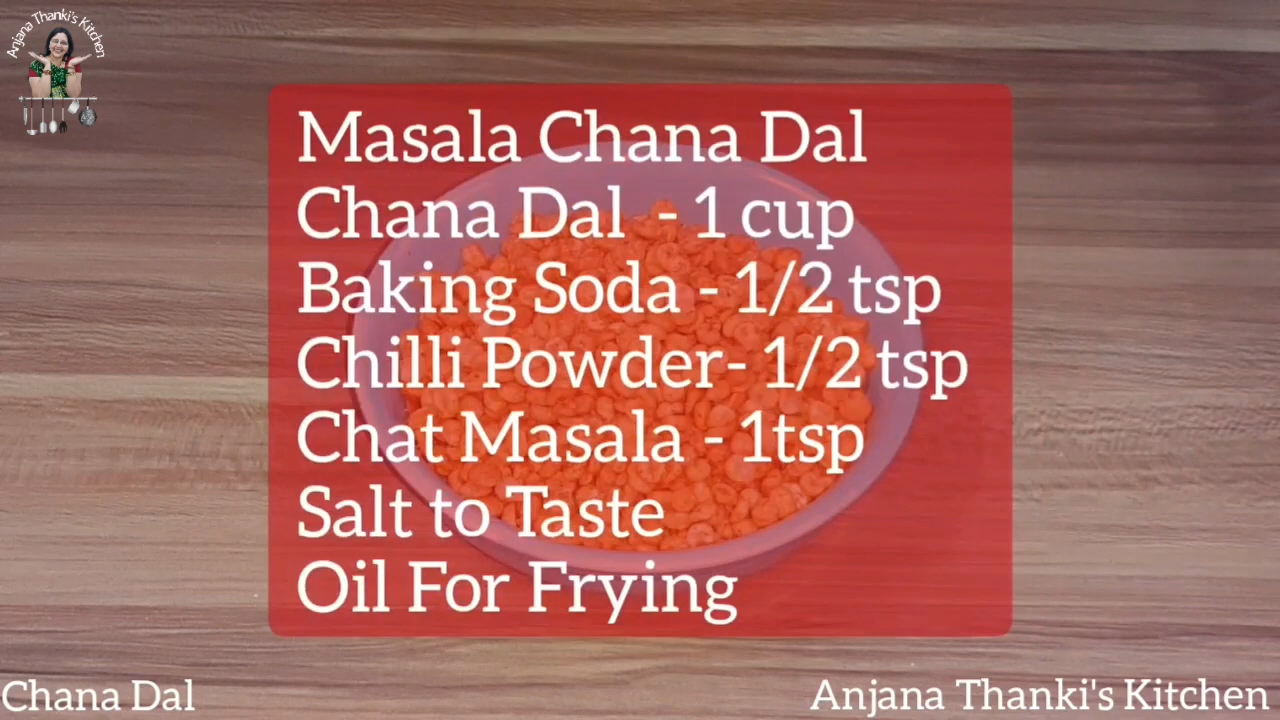 Anjana Thanki's Kitchen
Masala Chana Dal
Chana Dal - 1 cup
Baking Soda - 1/2 tsp
Chilli Powder- 1/2 tsp
Chat Masala - 1tsp
Salt to Taste
Oil For Frying
Chana Dal
Anjana Thanki's Kitchen